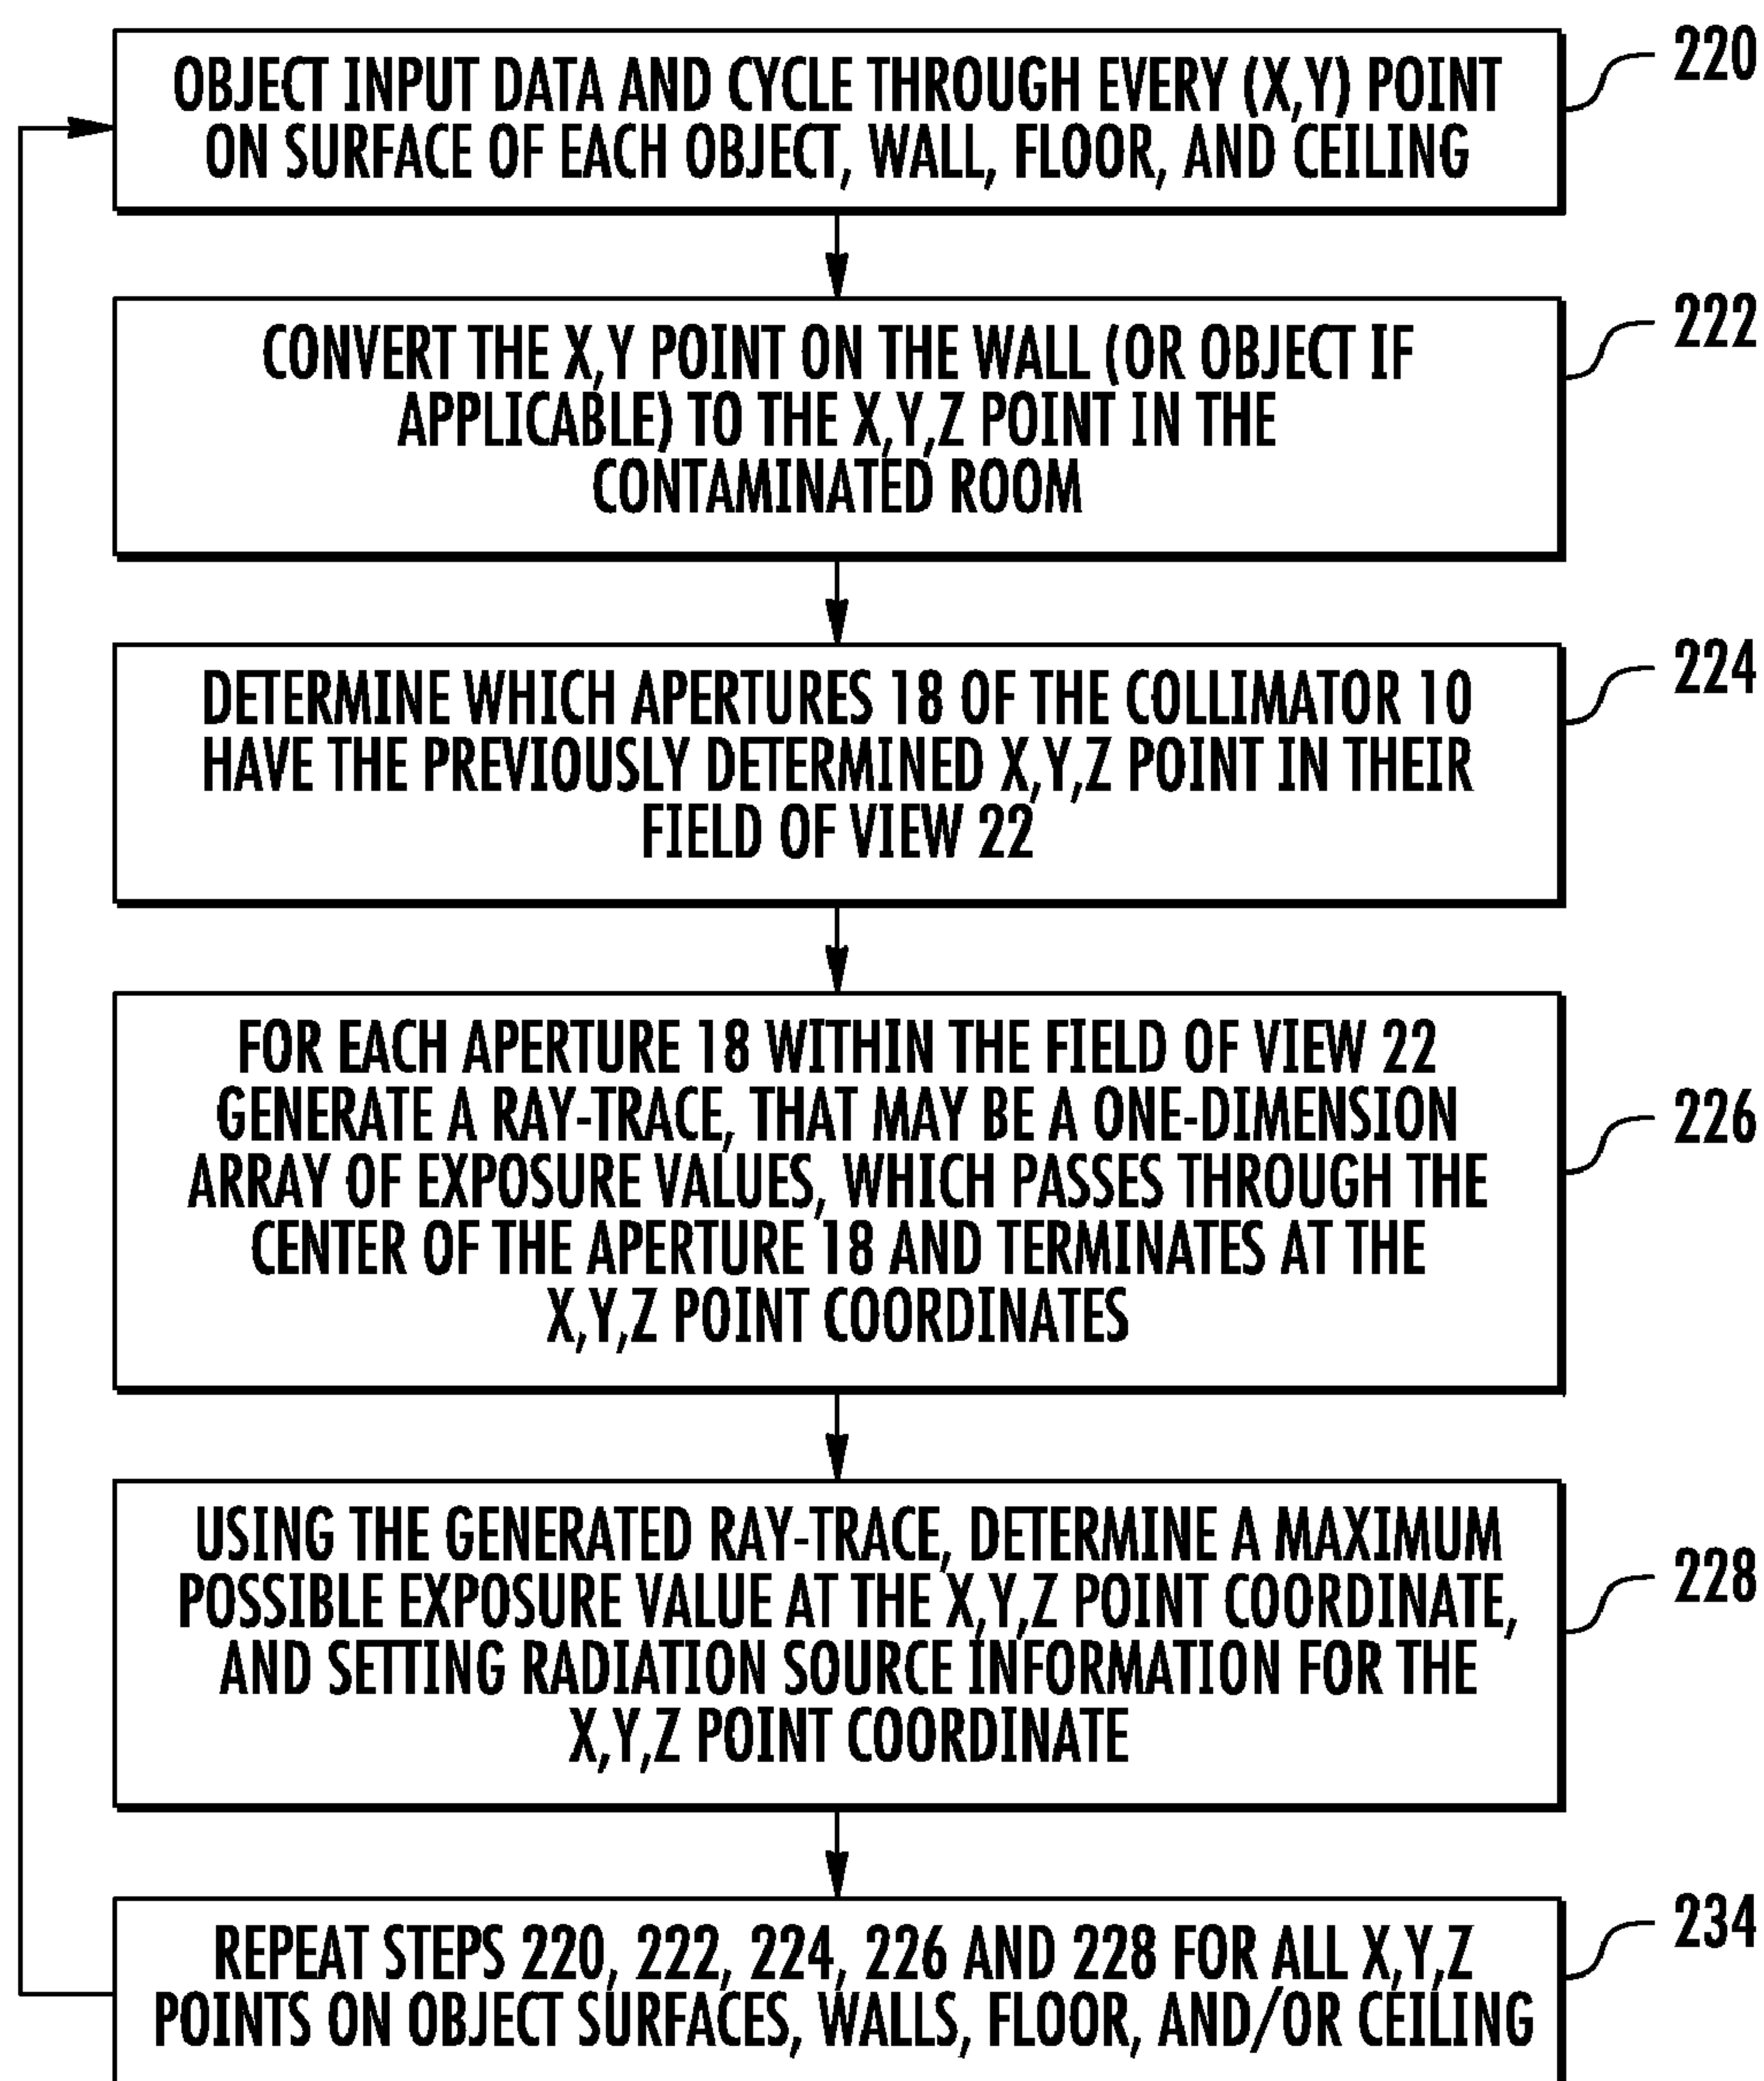 OBJECT INPUT DATA AND CYCLE THROUGH EVERY (X,Y) POINT
ON SURFACE OF EACH OBJECT, WALL, FLOOR, AND CEILING
220
CONVERT THE X,Y POINT ON THE WALL (OR OBJECT IF
APPLICABLE) TO THE X,Y,Z POINT IN THE
CONTAMINATED ROOM
222
DETERMINE WHICH APERTURES 18 OF THE COLLIMATOR 10
HAVE THE PREVIOUSLY DETERMINED X,Y,Z POINT IN THEIR
FIELD OF VIEW 22
224
FOR EACH APERTURE 18 WITHIN THE FIELD OF VIEW 22
GENERATE A RAY-TRACE, THAT MAY BE A ONE-DIMENSION
ARRAY OF EXPOSURE VALUES, WHICH PASSES THROUGH THE
CENTER OF THE APERTURE 18 AND TERMINATES AT THE
X,Y,Z POINT COORDINATES
226
USING THE GENERATED RAY-TRACE, DETERMINE A MAXIMUM
POSSIBLE EXPOSURE VALUE AT THE X,Y,Z POINT COORDINATE,
AND SETTING RADIATION SOURCE INFORMATION FOR THE
X,Y,Z POINT COORDINATE
228
REPEAT STEPS 220, 222, 224, 226 AND 228 FOR ALL X,Y,Z
POINTS ON OBJECT SURFACES, WALLS, FLOOR, AND/OR CEILING
234